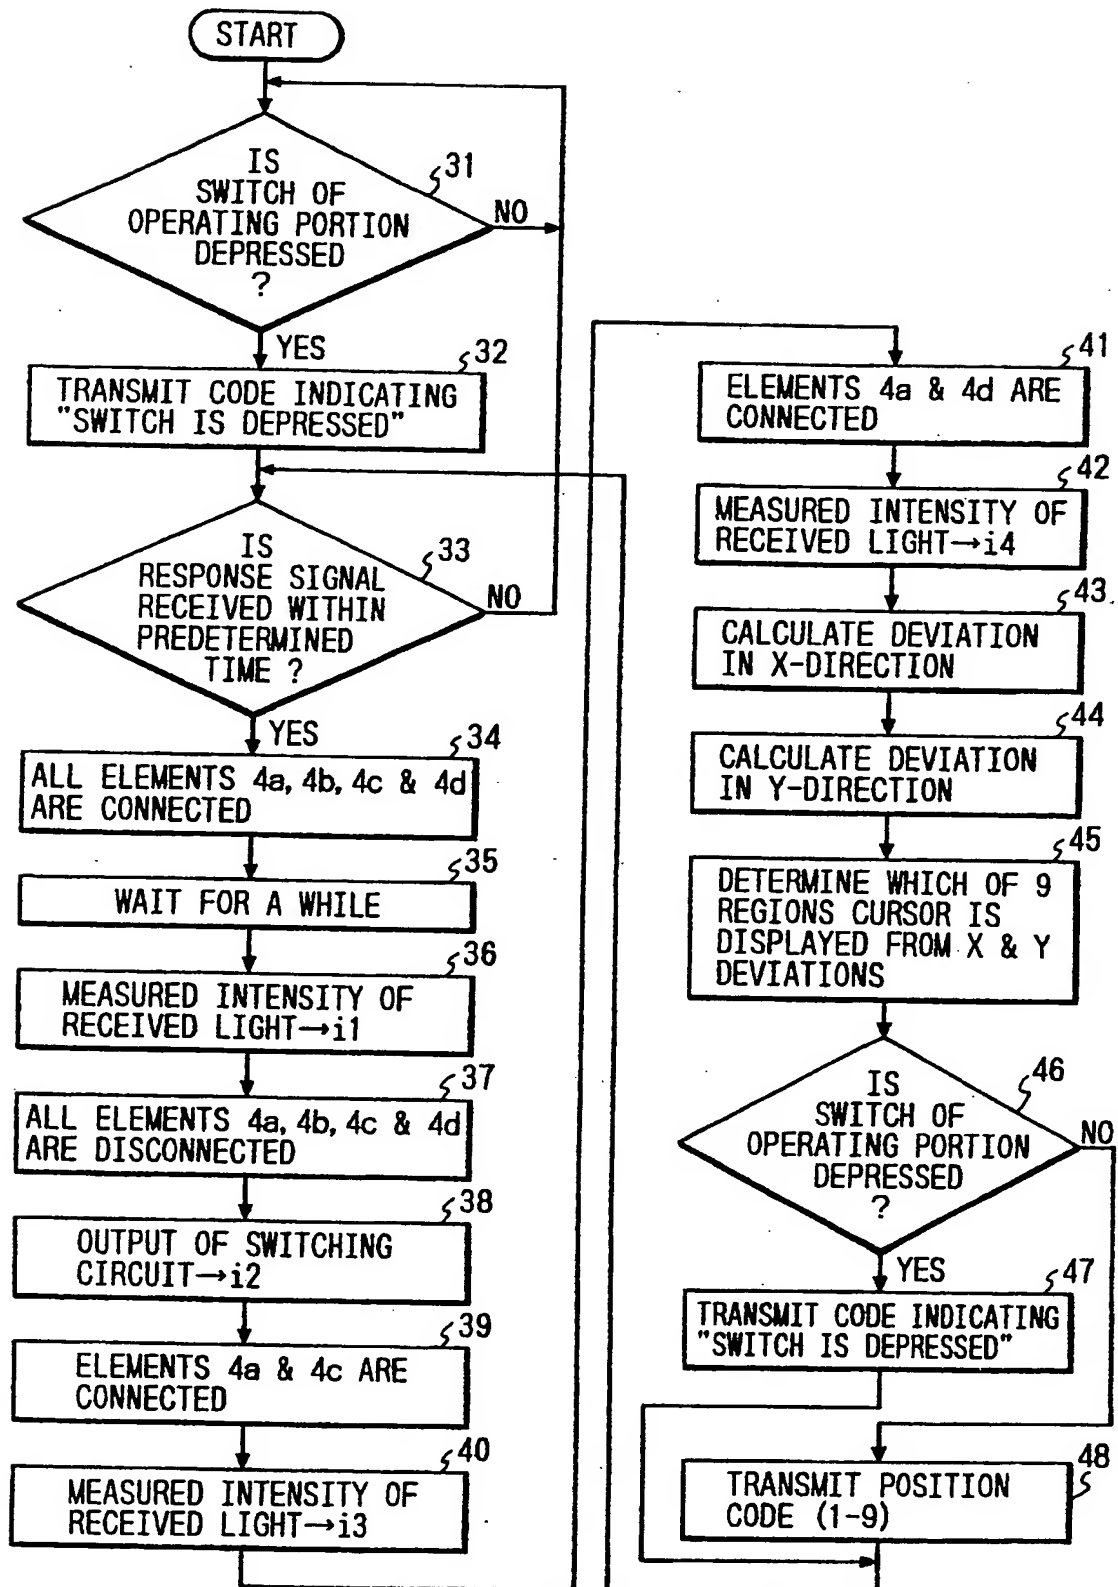 START
IS
SWITCH OF
OPERATING PORTION
DEPRESSED
?
31
NO
YES
32
TRANSMIT CODE INDICATING
"SWITCH IS DEPRESSED"
IS
RESPONSE SIGNAL
RECEIVED WITHIN
PREDETERMINED
TIME ?
33
NO
YES
34
ALL ELEMENTS 4a, 4b, 4c & 4d
ARE CONNECTED
35
WAIT FOR A WHILE
36
MEASURED INTENSITY OF
RECEIVED LIGHT→i1
37
ALL ELEMENTS 4a, 4b, 4c & 4d
ARE DISCONNECTED
38
OUTPUT OF SWITCHING
CIRCUIT→i2
39
ELEMENTS 4a & 4c ARE
CONNECTED
40
MEASURED INTENSITY OF
RECEIVED LIGHT→i3
41
ELEMENTS 4a & 4d ARE
CONNECTED
42
MEASURED INTENSITY OF
RECEIVED LIGHT→i4
43
CALCULATE DEVIATION
IN X-DIRECTION
44
CALCULATE DEVIATION
IN Y-DIRECTION
45
DETERMINE WHICH OF 9
REGIONS CURSOR IS
DISPLAYED FROM X & Y
DEVIATIONS
IS
SWITCH OF
OPERATING PORTION
DEPRESSED
?
46
NO
YES
47
TRANSMIT CODE INDICATING
"SWITCH IS DEPRESSED"
48
TRANSMIT POSITION
CODE (1-9)